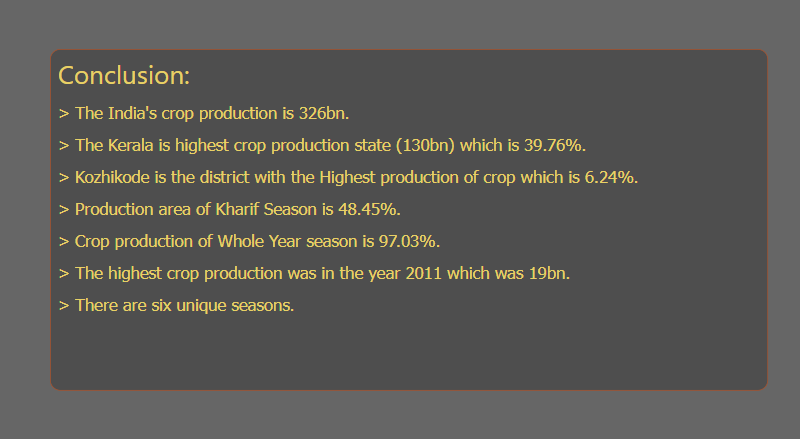 Conclusion:
> The India's crop production is 326bn.
> The Kerala is highest crop production state (130bn) which is 39.76%.
> Kozhikode is the district with the Highest production of crop which is 6.24%.
> Production area of Kharif Season is 48.45%.
> Crop production of Whole Year season is 97.03%.
> The highest crop production was in the year 2011 which was 19bn.
> There are six unique seasons.